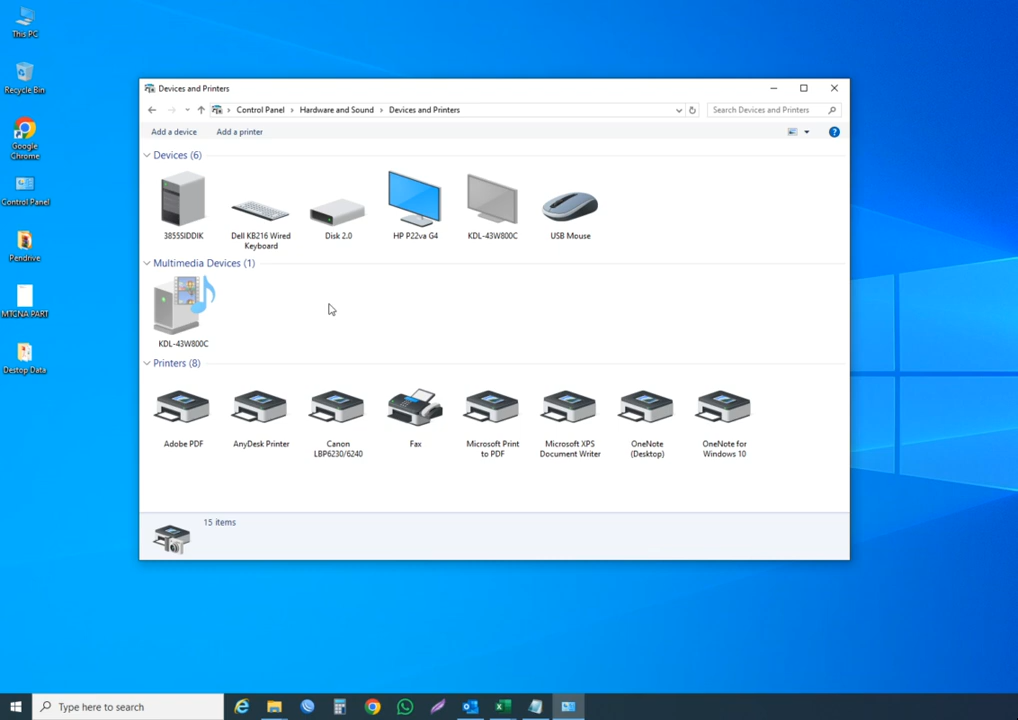 This PC
Recycle Bin
Google
Chrome
Control Panel
Pendrive
MTGNA PART
Destop Data
Devices and Printers
Control Panel > Hardware and Sound > Devices and Printers
Search Devices and Printers
Add a device
Add a printer
Devices (6)
3855SIDDIK
Dell KB216 Wired
Keyboard
Disk 2.0
HP P22va G4
KDL-43W800C
USB Mouse
Multimedia Devices (1)
KDL-43W800C
Printers (8)
Adobe PDF
AnyDesk Printer
Canon
LBP6230/6240
Fax
Microsoft Print
to PDF
Microsoft XPS
Document Writer
OneNote
(Desktop)
OneNote for
Windows 10
15 items
Type here to search